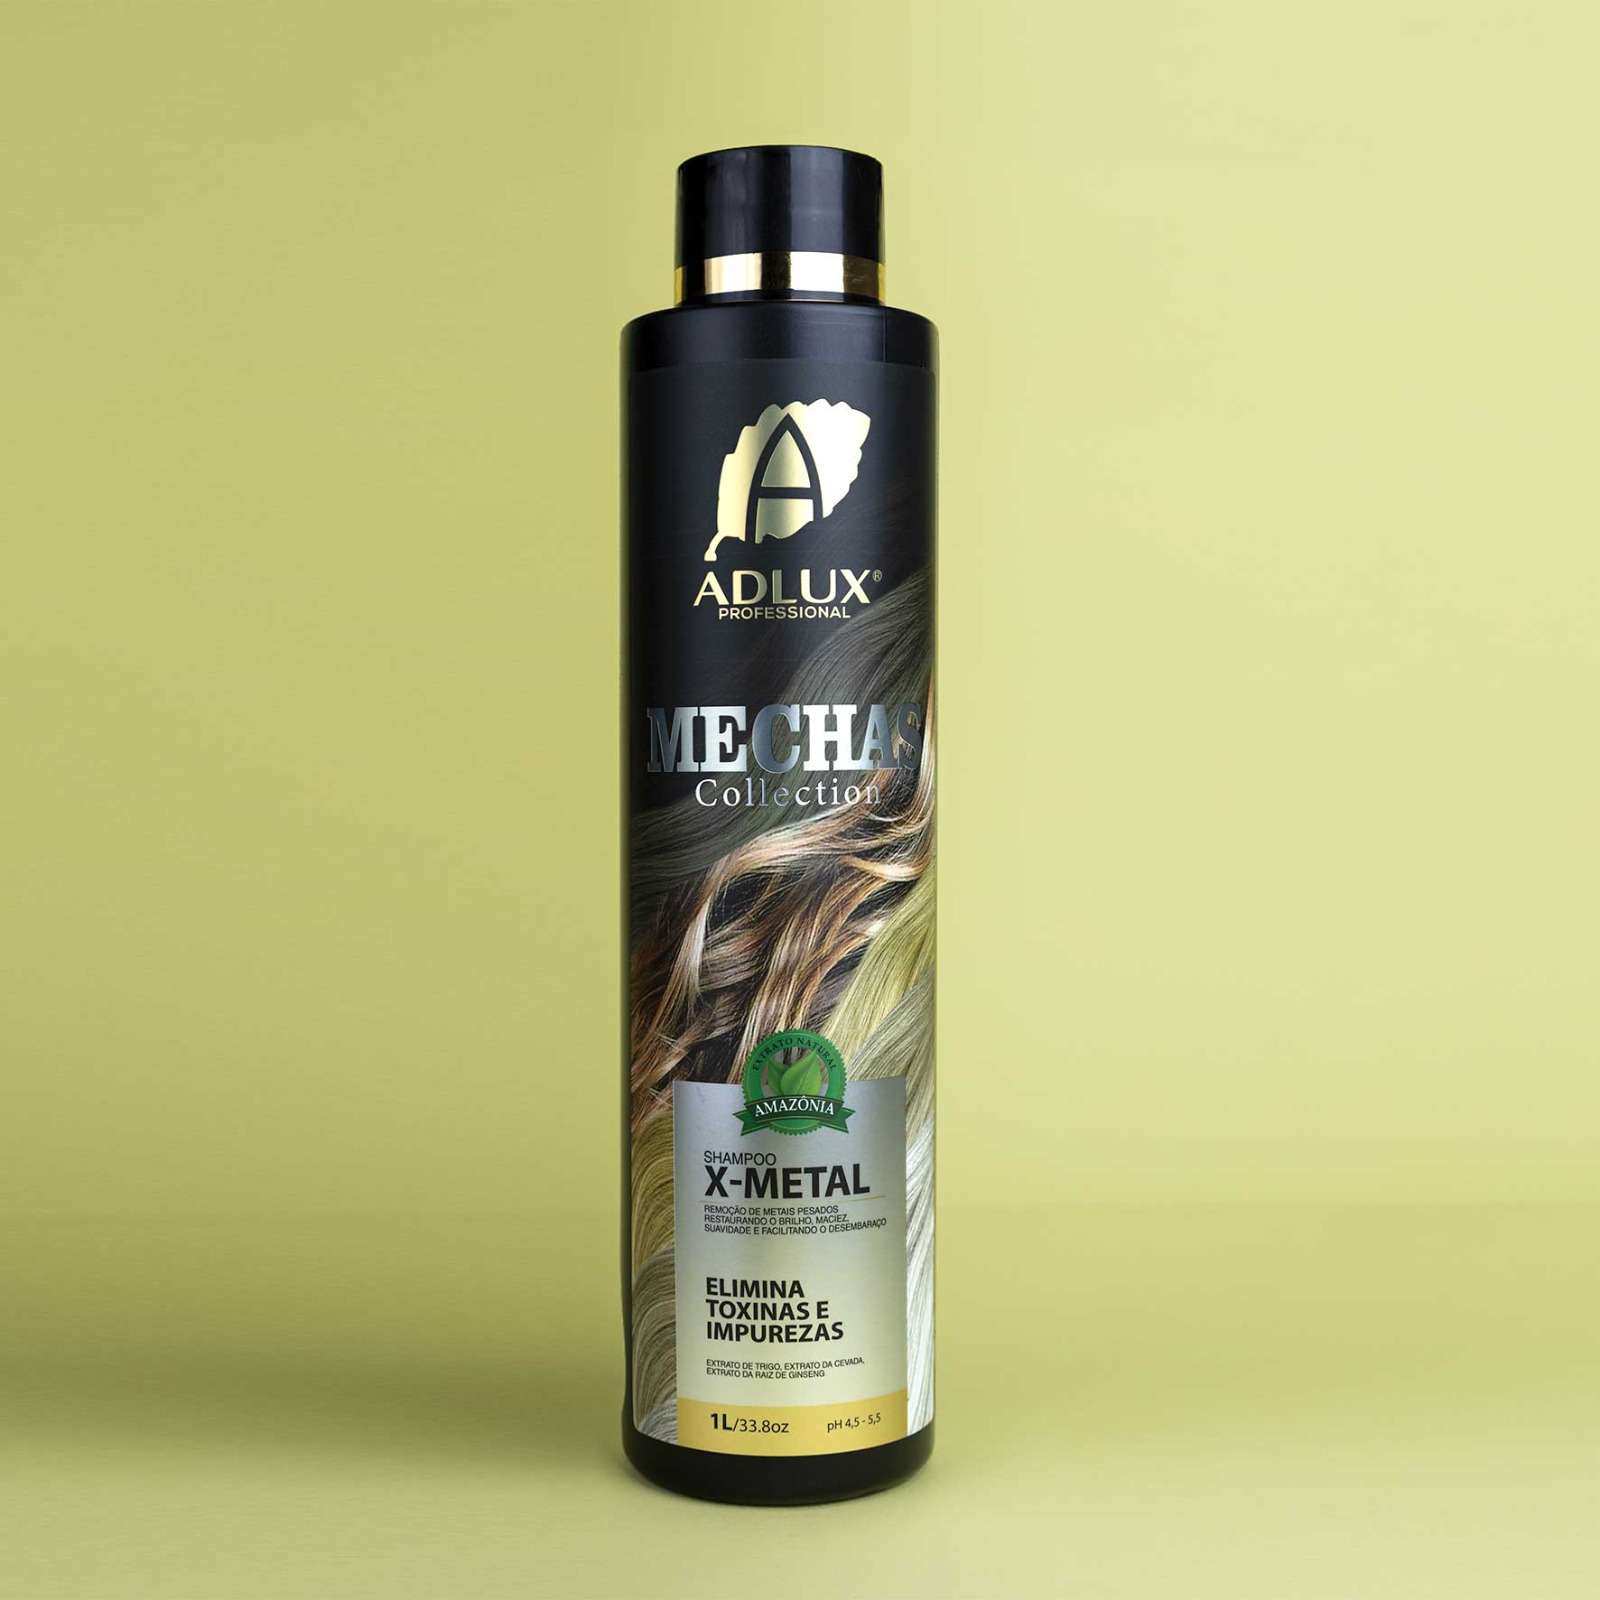 A
ADLUX®
PROFESSIONAL
MECHAS
Collection
EXTRATO NATURAL
AMAZÔNIA
SHAMPOO
X-METAL
REMOÇÃO DE METAIS PESADOS
RESTAURANDO O BRILHO, MACIEZ,
SUAVIDADE E FACILITANDO O DESEMBARAÇO
ELIMINA
TOXINAS E
IMPUREZAS
EXTRATO DE TRIGO, EXTRATO DA CEVADA,
EXTRATO DA RAIZ DE GINSENG
1L/33.8oz pH 4,5 - 5,5